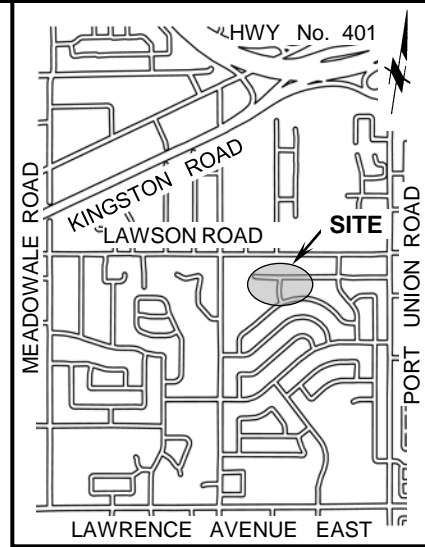 HWY No. 401
KINGSTON ROAD
MEADOWALE ROAD
LAWSON ROAD
SITE
PORT UNION ROAD
LAWRENCE AVENUE EAST